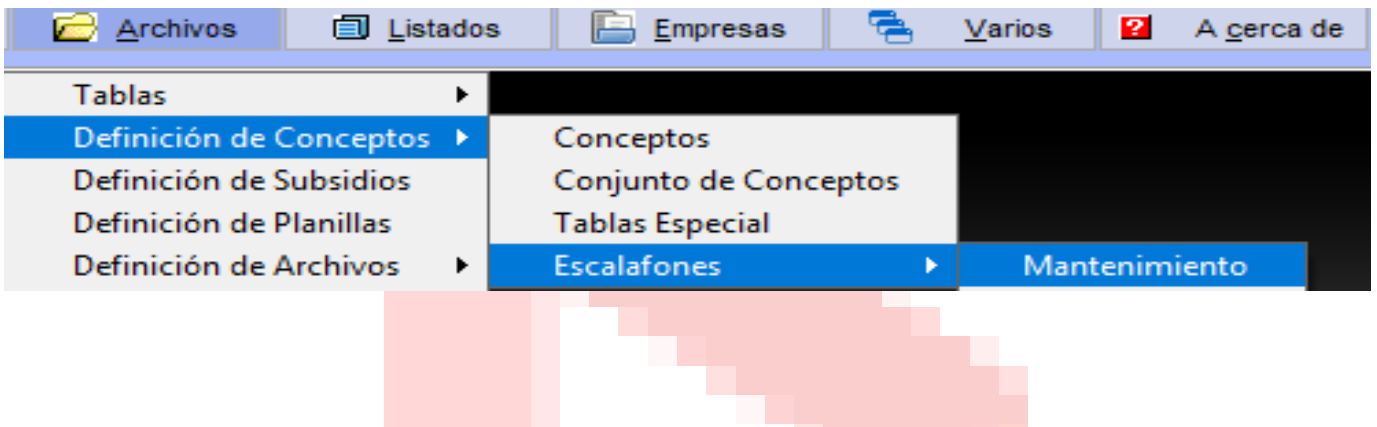 Archivos Listados Empresas Varios ? A cerca de
Tablas
Definición de Conceptos
Definición de Subsidios
Definición de Planillas
Definición de Archivos
Conceptos
Conjunto de Conceptos
Tablas Especial
Escalafones
Mantenimiento